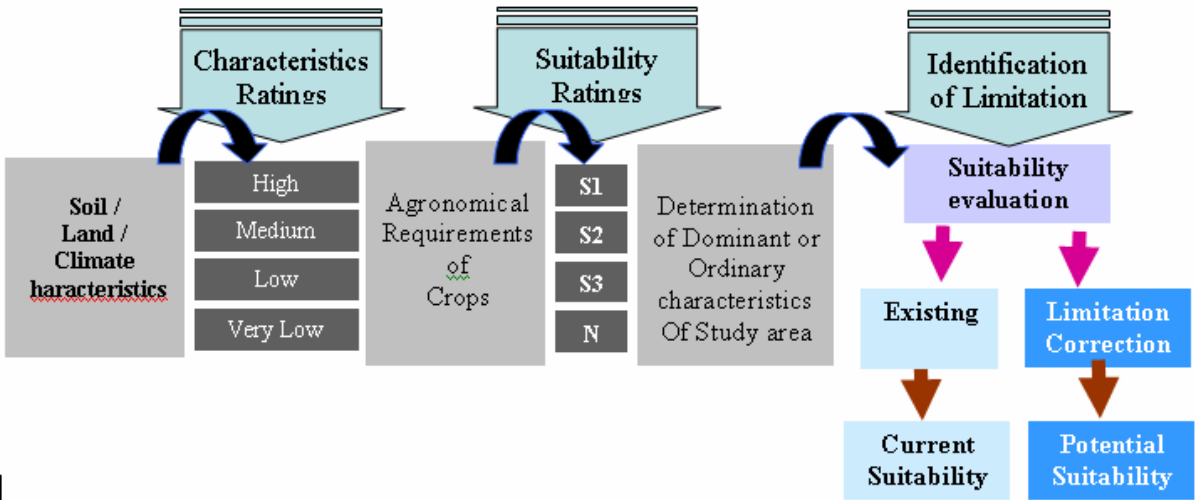 Characteristics
Ratings
Suitability
Ratings
Identification
of Limitation
Soil /
Land /
Climate
haracteristics
High
Medium
Low
Very Low
Agronomical
Requirements
of
Crops
S1
S2
S3
N
Determination
of Dominant or
Ordinary
characteristics
Of Study area
Suitability
evaluation
Existing
Limitation
Correction
Current
Suitability
Potential
Suitability